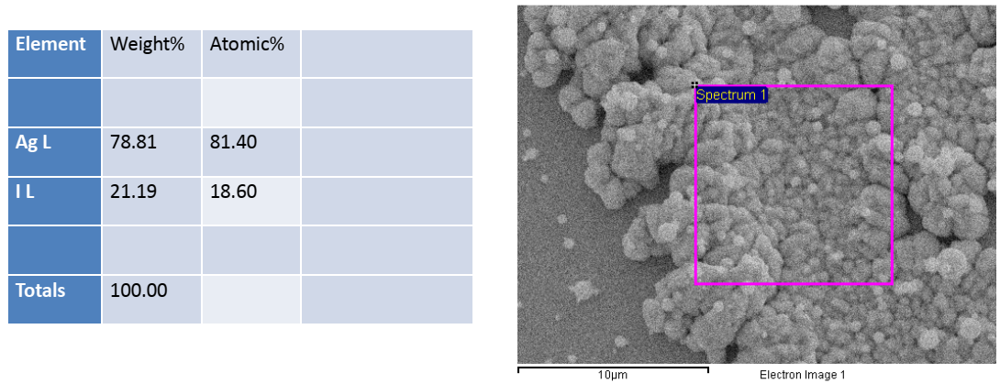 Element Weight% Atomic%
Ag L 78.81 81.40
I L 21.19 18.60
Totals 100.00
Spectrum 1
10µm Electron Image 1